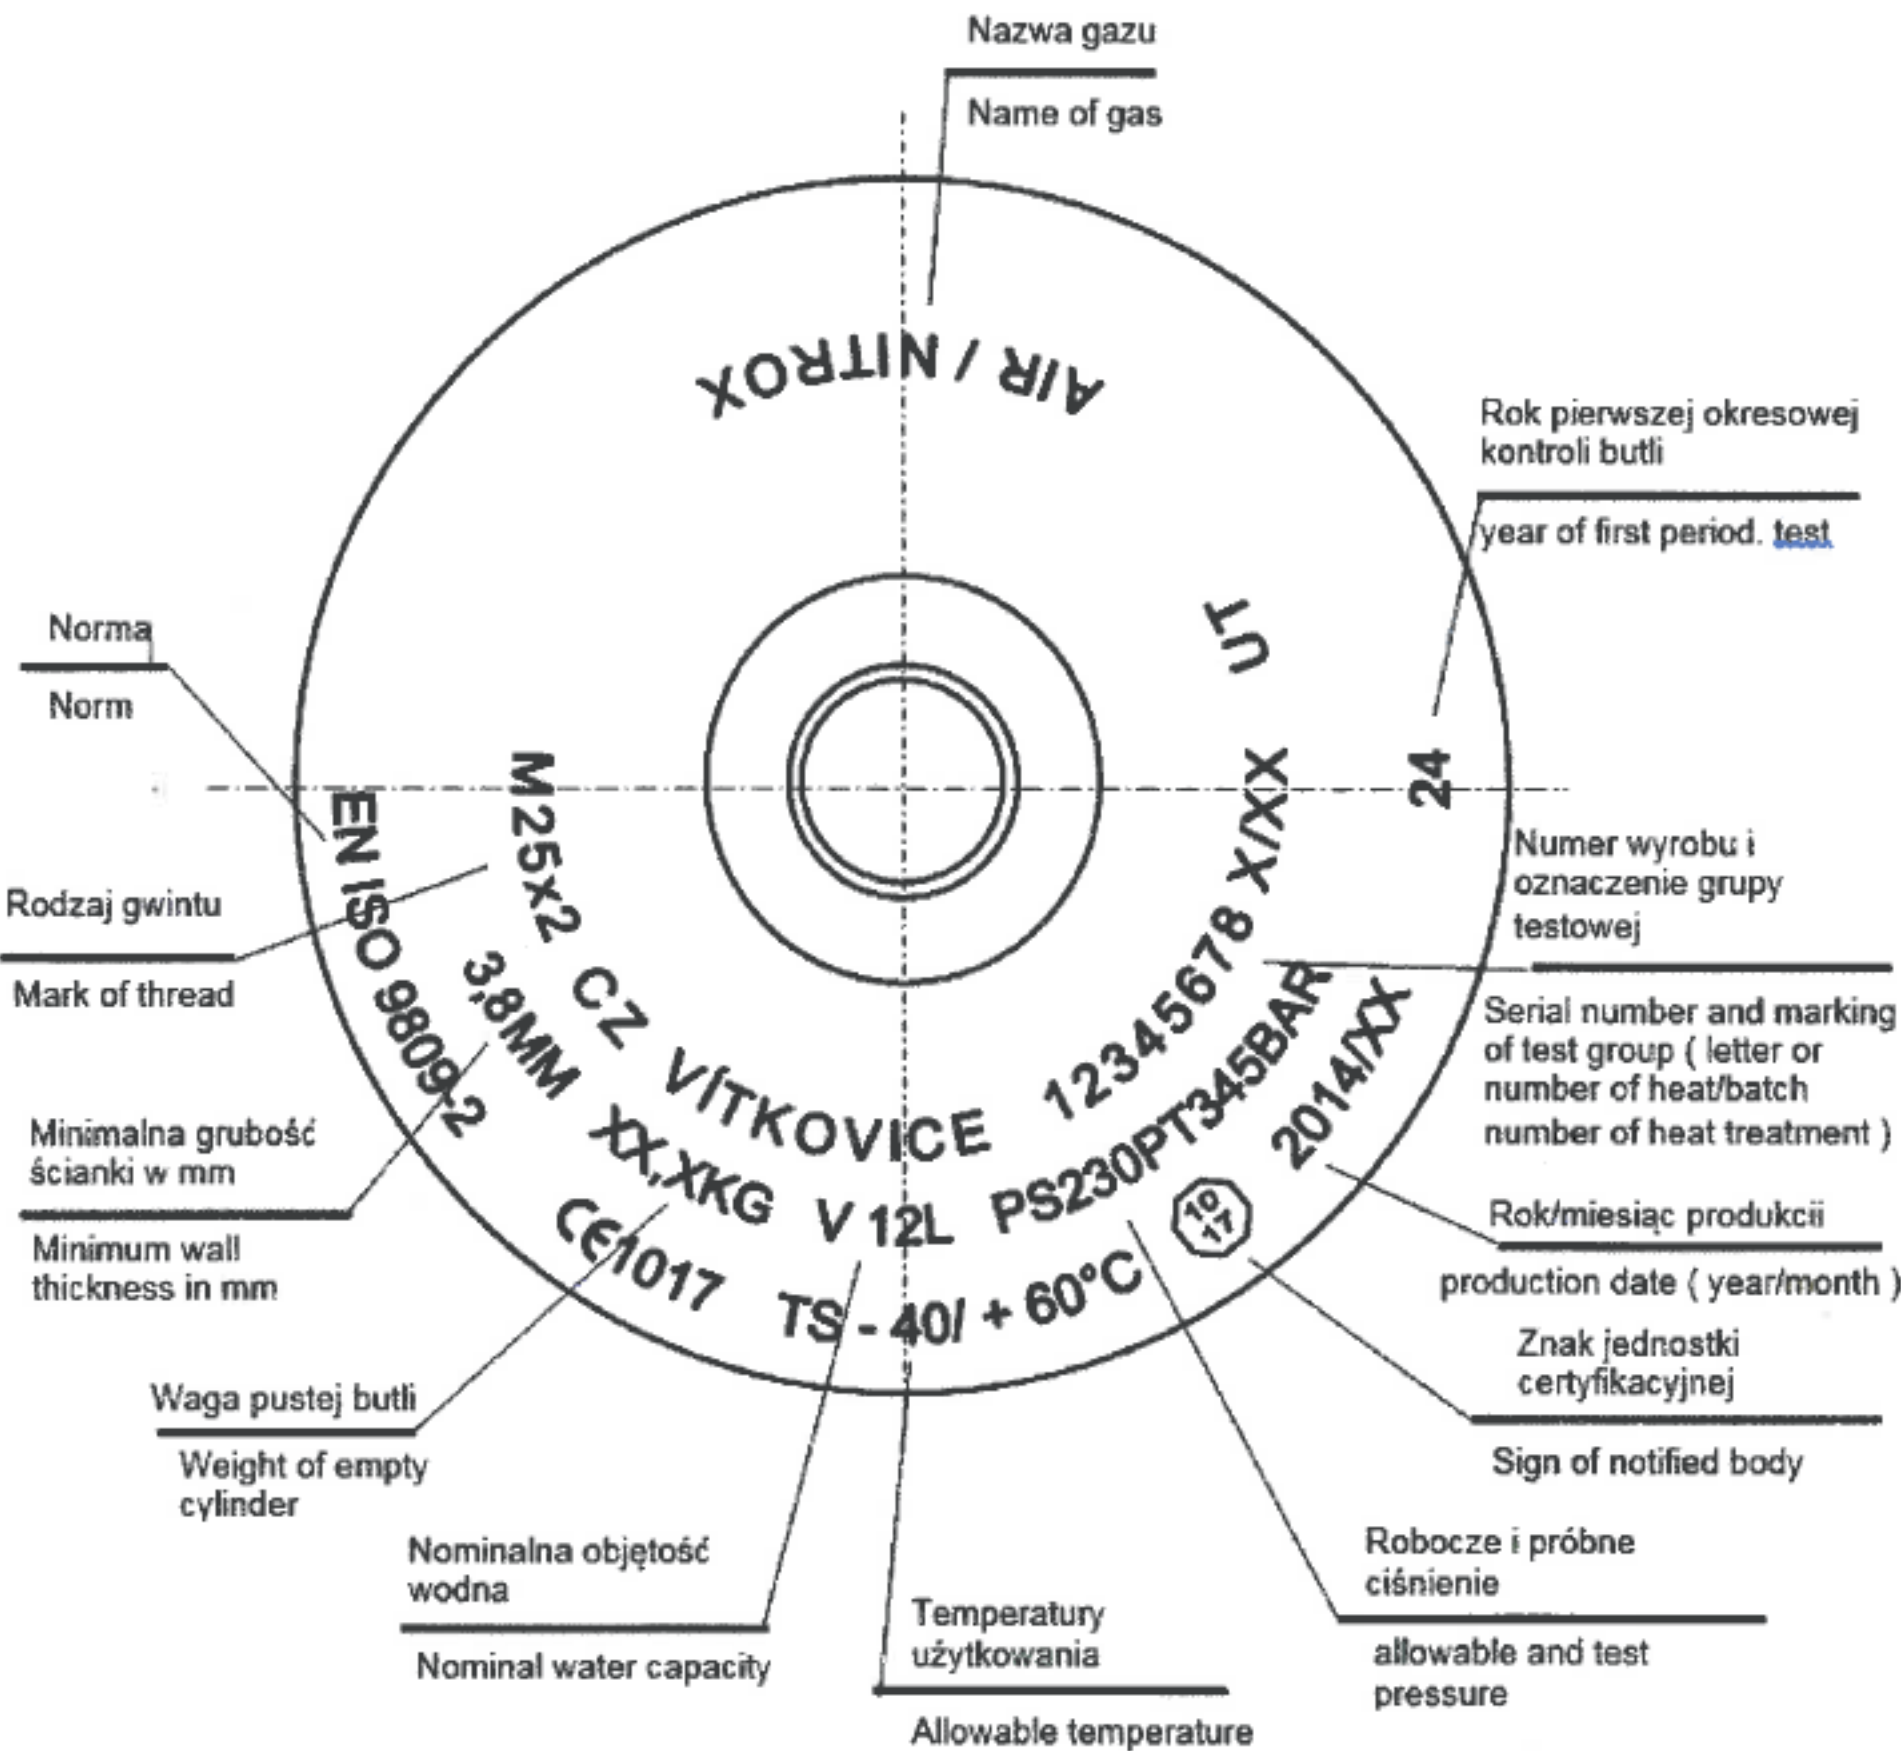 Nazwa gazu
Name of gas
AIR / NITROX
Rok pierwszej okresowej
kontroli butli
year of first period. test
UT
24
Norma
Norm
Rodzaj gwintu
Mark of thread
Minimalna grubość
ścianki w mm
Minimum wall
thickness in mm
Waga pustej butli
Weight of empty
cylinder
Nominalna objętość
wodna
Nominal water capacity
Temperatury
użytkowania
Allowable temperature
M25x2 CZ VÍTKOVICE 12345678 X/XX
3,8MM XX,XKG V 12L PS230PT345BAR
EN ISO 9809-2 CE1017 TS - 40/ + 60°C 10 17 2014/XX
Numer wyrobu i
oznaczenie grupy
testowej
Serial number and marking
of test group ( letter or
number of heat/batch
number of heat treatment )
Rok/miesiąc produkcii
production date ( year/month )
Znak jednostki
certyfikacyjnej
Sign of notified body
Robocze i próbne
ciśnienie
allowable and test
pressure